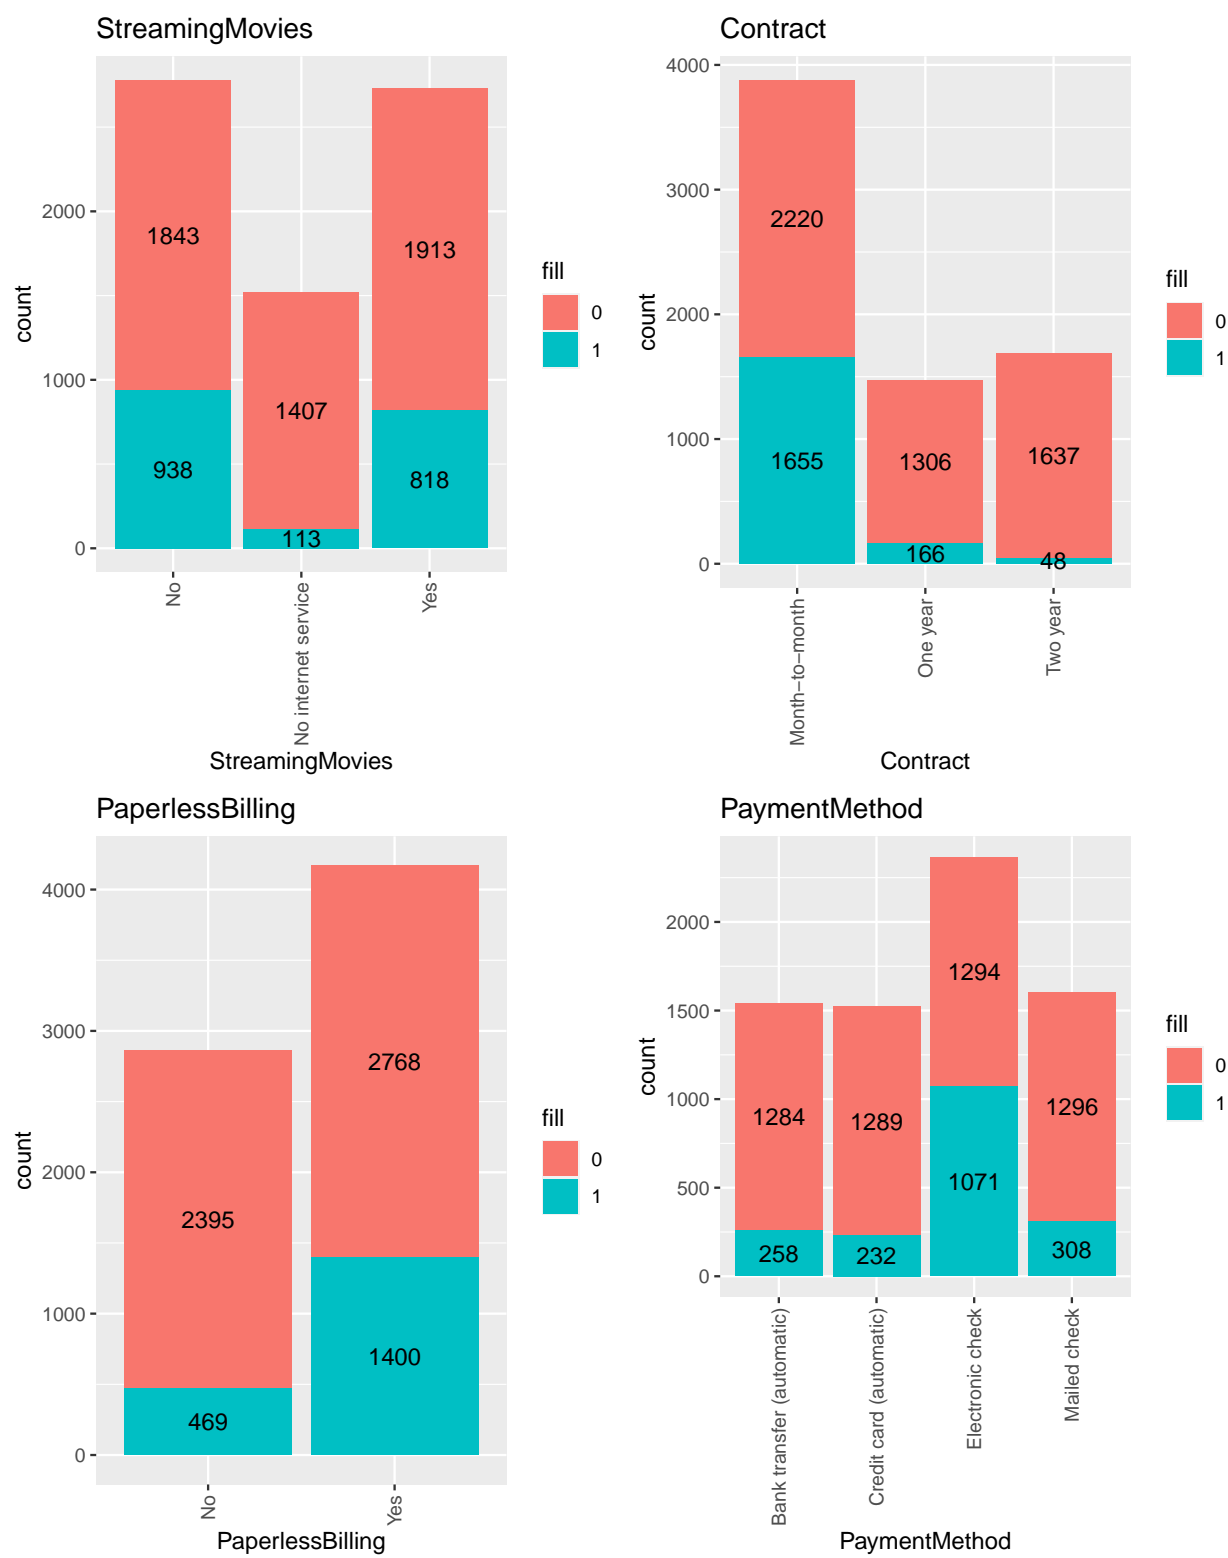 StreamingMovies
count
2000
1000
0
1843
938
1407
113
1913
818
No
No internet service
Yes
StreamingMovies
fill
0
1
Contract
count
4000
3000
2000
1000
0
2220
1655
1306
166
1637
48
Month-to-month
One year
Two year
Contract
fill
0
1
PaperlessBilling
count
4000
3000
2000
1000
0
2395
469
2768
1400
No
Yes
PaperlessBilling
fill
0
1
PaymentMethod
count
2000
1500
1000
500
0
1284
258
1289
232
1294
1071
1296
308
Bank transfer (automatic)
Credit card (automatic)
Electronic check
Mailed check
PaymentMethod
fill
0
1